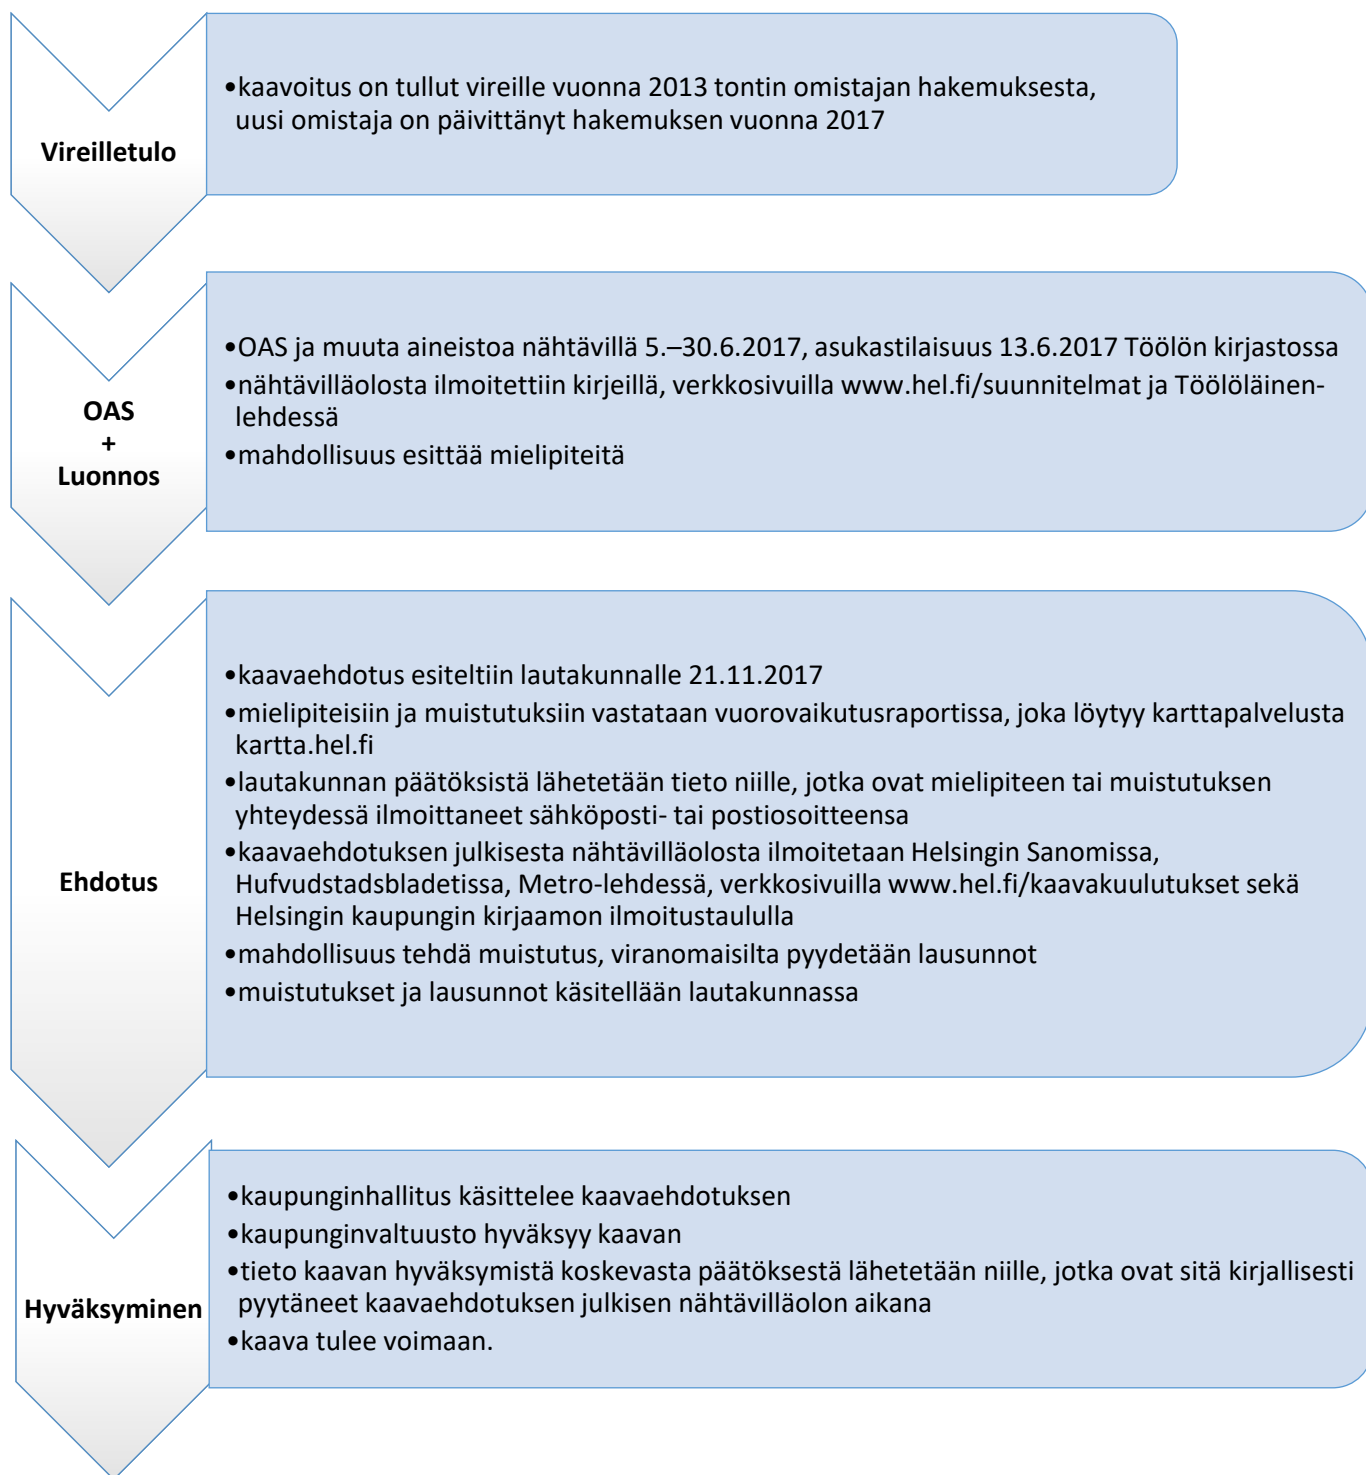 Vireilletulo
•kaavoitus on tullut vireille vuonna 2013 tontin omistajan hakemuksesta,
uusi omistaja on päivittänyt hakemuksen vuonna 2017
OAS
+
Luonnos
•OAS ja muuta aineistoa nähtävillä 5.–30.6.2017, asukastilaisuus 13.6.2017 Töölön kirjastossa
•nähtävilläolosta ilmoitettiin kirjeillä, verkkosivuilla www.hel.fi/suunnitelmat ja Töölöläinen-
lehdessä
•mahdollisuus esittää mielipiteitä
Ehdotus
•kaavaehdotus esiteltiin lautakunnalle 21.11.2017
•mielipiteisiin ja muistutuksiin vastataan vuorovaikutusraportissa, joka löytyy karttapalvelusta
kartta.hel.fi
•lautakunnan päätöksistä lähetetään tieto niille, jotka ovat mielipiteen tai muistutuksen
yhteydessä ilmoittaneet sähköposti- tai postiosoitteensa
•kaavaehdotuksen julkisesta nähtävilläolosta ilmoitetaan Helsingin Sanomissa,
Hufvudstadsbladetissa, Metro-lehdessä, verkkosivuilla www.hel.fi/kaavakuulutukset sekä
Helsingin kaupungin kirjaamon ilmoitustaululla
•mahdollisuus tehdä muistutus, viranomaisilta pyydetään lausunnot
•muistutukset ja lausunnot käsitellään lautakunnassa
Hyväksyminen
•kaupunginhallitus käsittelee kaavaehdotuksen
•kaupunginvaltuusto hyväksyy kaavan
•tieto kaavan hyväksymistä koskevasta päätöksestä lähetetään niille, jotka ovat sitä kirjallisesti
pyytäneet kaavaehdotuksen julkisen nähtävilläolon aikana
•kaava tulee voimaan.